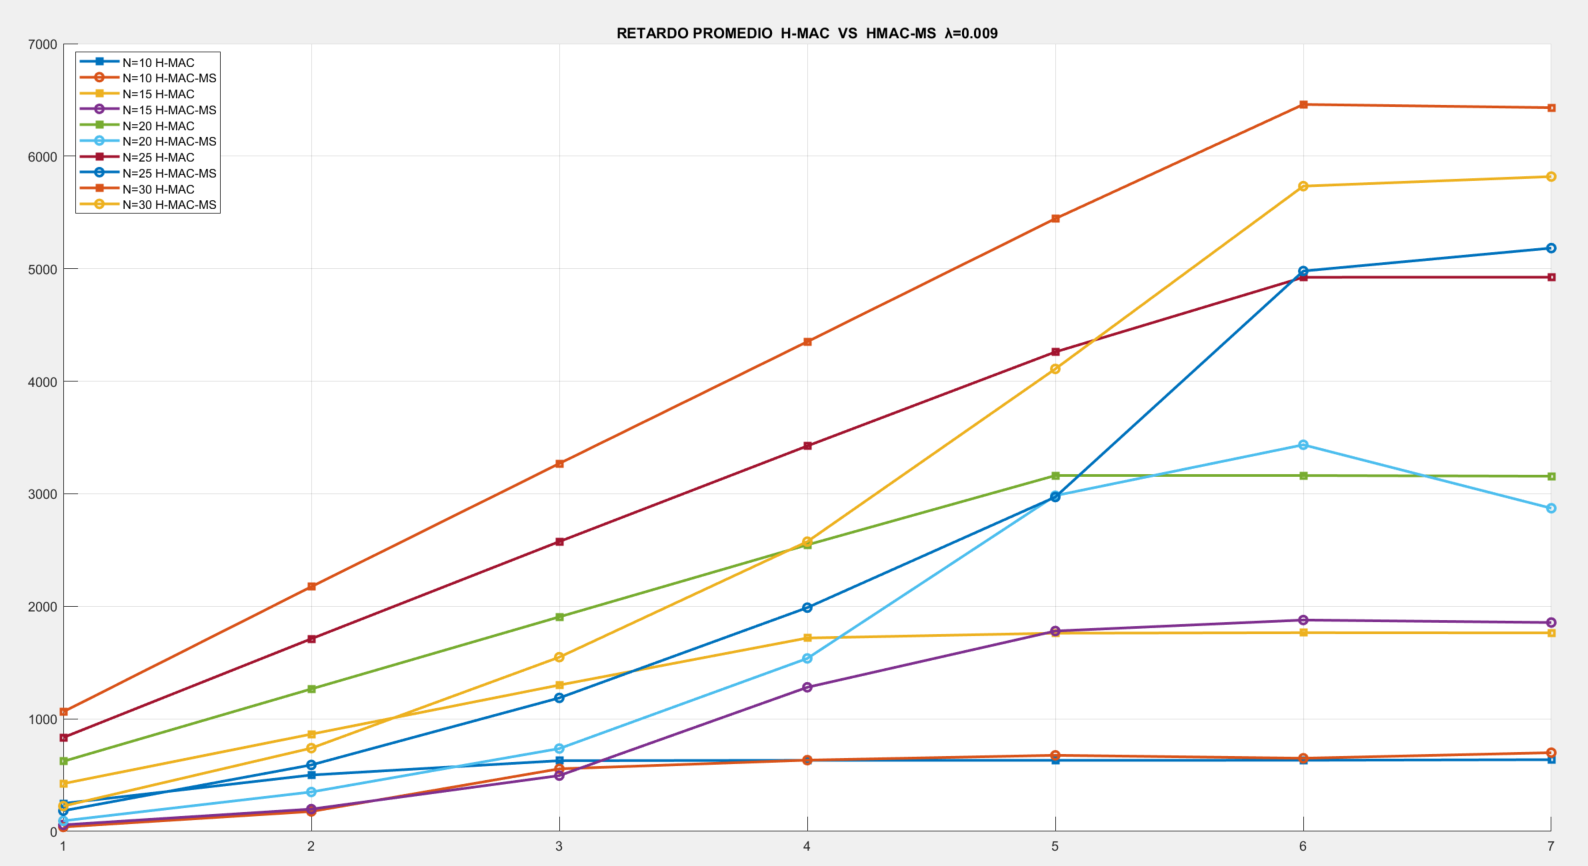 RETARDO PROMEDIO H-MAC VS HMAC-MS λ=0.009
7000
6000
5000
4000
3000
2000
1000
0
N=10 H-MAC
N=10 H-MAC-MS
N=15 H-MAC
N=15 H-MAC-MS
N=20 H-MAC
N=20 H-MAC-MS
N=25 H-MAC
N=25 H-MAC-MS
N=30 H-MAC
N=30 H-MAC-MS
1 2 3 4 5 6 7